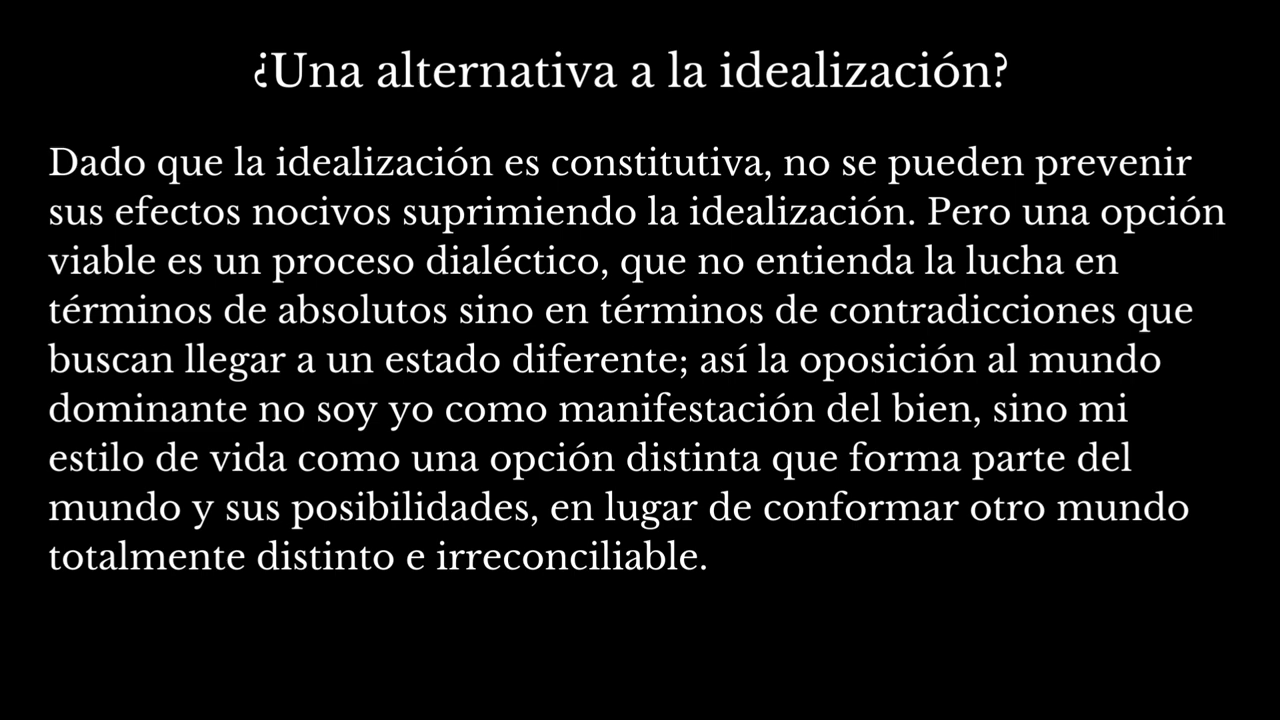 ¿Una alternativa a la idealización?
Dado que la idealización es constitutiva, no se pueden prevenir
sus efectos nocivos suprimiendo la idealización. Pero una opción
viable es un proceso dialéctico, que no entienda la lucha en
términos de absolutos sino en términos de contradicciones que
buscan llegar a un estado diferente; así la oposición al mundo
dominante no soy yo como manifestación del bien, sino mi
estilo de vida como una opción distinta que forma parte del
mundo y sus posibilidades, en lugar de conformar otro mundo
totalmente distinto e irreconciliable.